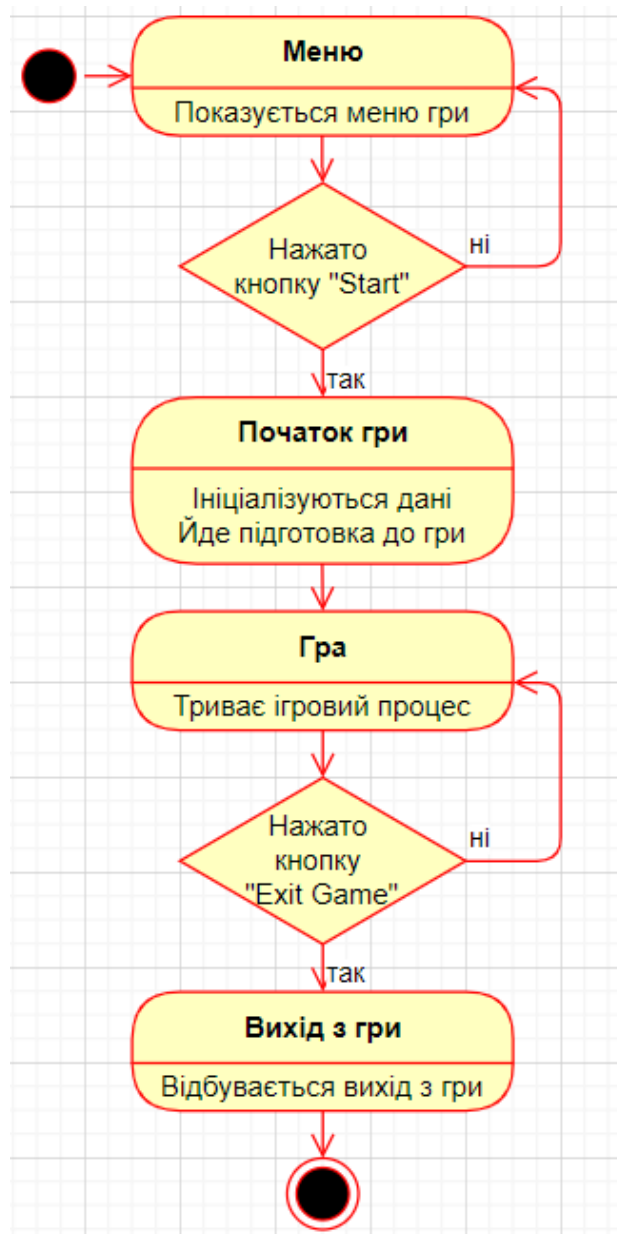 Меню
Показується меню гри
Нажато
кнопку "Start"
ні
так
Початок гри
Ініціалізуються дані
Йде підготовка до гри
Гра
Триває ігровий процес
Нажато
кнопку
"Exit Game"
ні
так
Вихід з гри
Відбувається вихід з гри